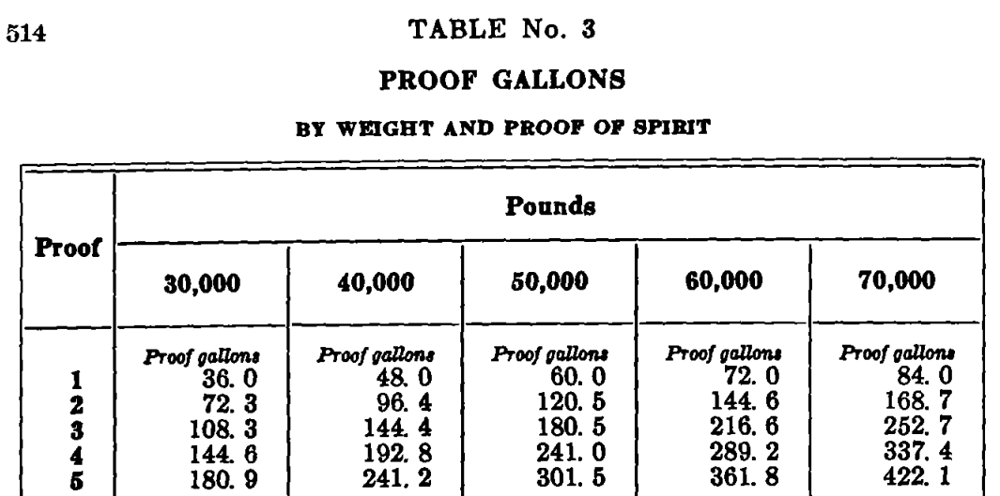 514 TABLE No. 3
PROOF GALLONS
BY WEIGHT AND PROOF OF SPIRIT
Pounds
Proof
30,000 40,000 50,000 60,000 70,000
Proof gallons Proof gallons Proof gallons Proof gallons Proof gallons
1 36. 0 48. 0 60. 0 72. 0 84. 0
2 72. 3 96. 4 120. 5 144. 6 168. 7
3 108. 3 144. 4 180. 5 216. 6 252. 7
4 144. 6 192. 8 241. 0 289. 2 337. 4
5 180. 9 241. 2 301. 5 361. 8 422. 1